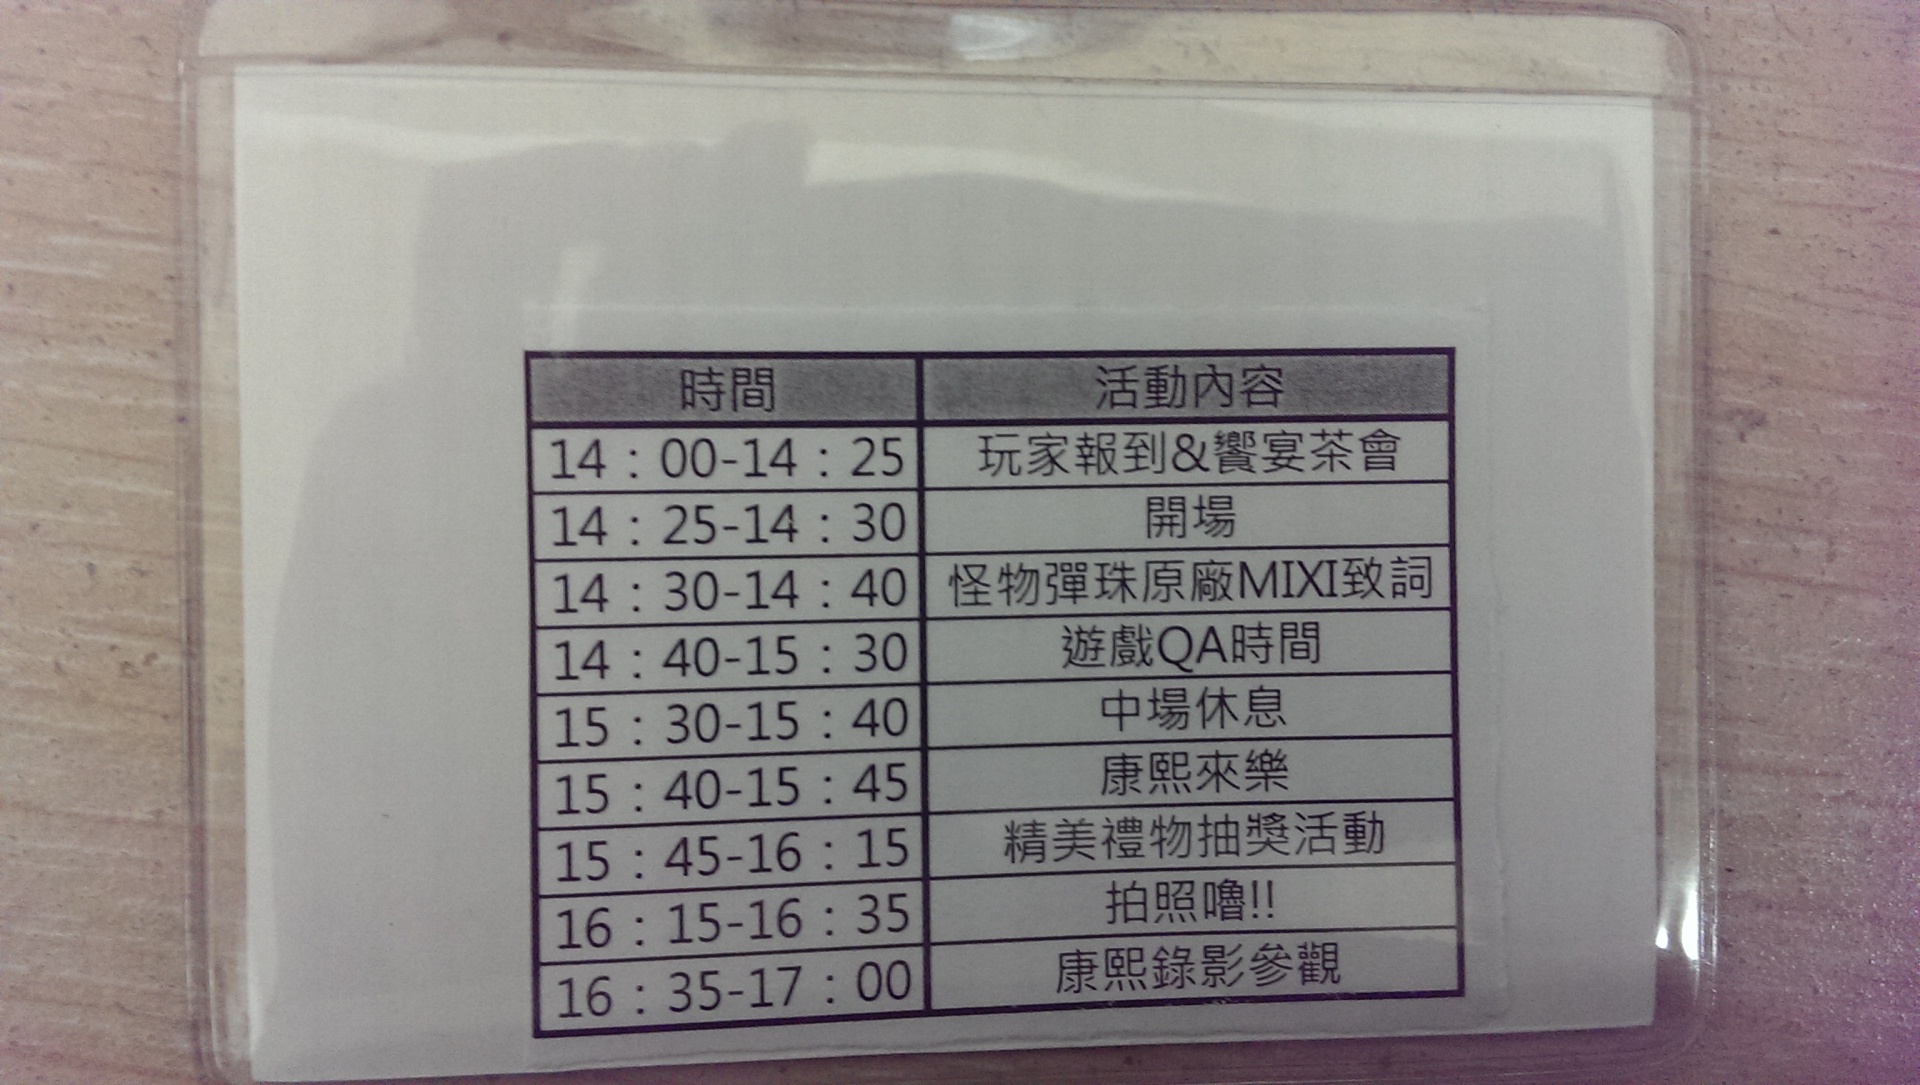 時間 活動內容
14：00-14：25 玩家報到&饗宴茶會
14：25-14：30 開場
14：30-14：40 怪物彈珠原廠MIXI致詞
14：40-15：30 遊戲QA時間
15：30-15：40 中場休息
15：40-15：45 康熙來樂
15：45-16：15 精美禮物抽獎活動
16：15-16：35 拍照嚕!!
16：35-17：00 康熙錄影參觀